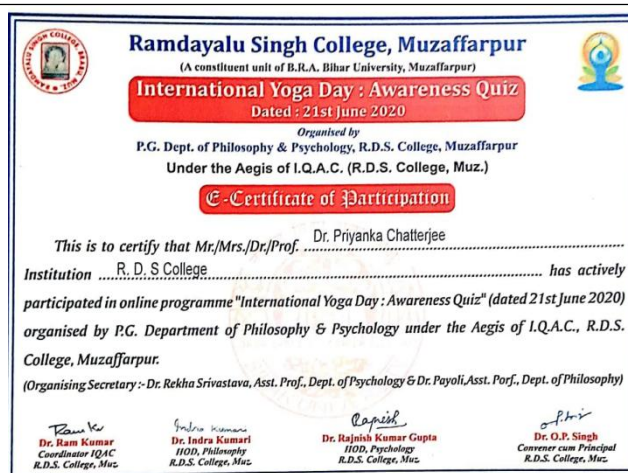 RAMDAYALU SINGH COLLEGE
Ramdayalu Singh College, Muzaffarpur
(A constituent unit of B.R.A. Bihar University, Muzaffarpur)
International Yoga Day : Awareness Quiz
Dated : 21st June 2020
Organised by
P.G. Dept. of Philosophy & Psychology, R.D.S. College, Muzaffarpur
Under the Aegis of I.Q.A.C. (R.D.S. College, Muz.)
E-Certificate of Participation
This is to certify that Mr./Mrs./Dr./Prof. Dr. Priyanka Chatterjee
Institution R. D. S College has actively
participated in online programme "International Yoga Day : Awareness Quiz" (dated 21st June 2020)
organised by P.G. Department of Philosophy & Psychology under the Aegis of I.Q.A.C., R.D.S.
College, Muzaffarpur.
(Organising Secretary :- Dr. Rekha Srivastava, Asst. Prof., Dept. of Psychology & Dr. Payoli, Asst. Porf., Dept. of Philosophy)
Dr. Ram Kumar
Coordinator IQAC
R.D.S. College, Muz.
Indra Kumari
Dr. Indra Kumari
HOD, Philosophy
R.D.S. College, Muz.
Dr. Rajnish Kumar Gupta
HOD, Psychology
R.D.S. College, Muz.
Dr. O.P. Singh
Convener cum Principal
R.D.S. College, Muz.